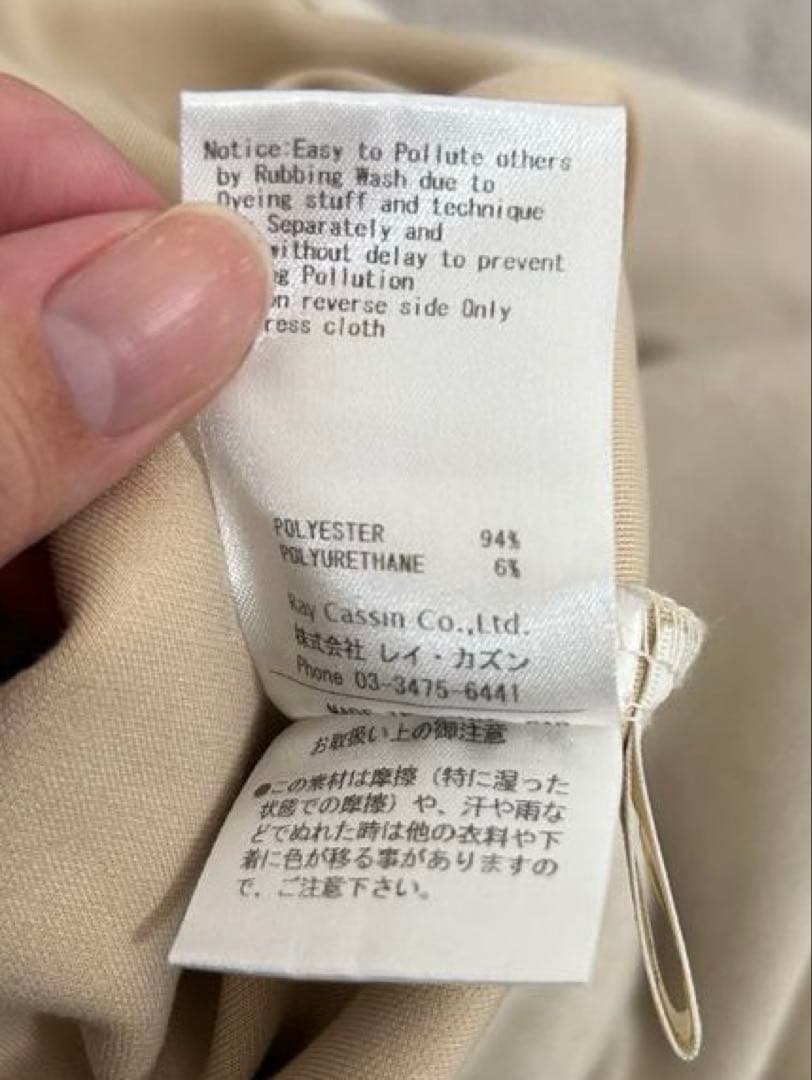 Notice:Easy to Pollute others
by Rubbing Wash due to
Dyeing stuff and technique
Separately and
without delay to prevent
Pollution
on reverse side Only
cloth
POLYESTER 94%
POLYURETHANE 6%
Ray Cassin Co.,Ltd.
株式会社 レイ・カズン
Phone 03-3475-6441
お取扱い上の御注意
●この素材は摩擦（特に湿った
状態での摩擦）や、汗や雨な
どでぬれた時は他の衣料や下
着に色が移る事がありますの
で、ご注意下さい。